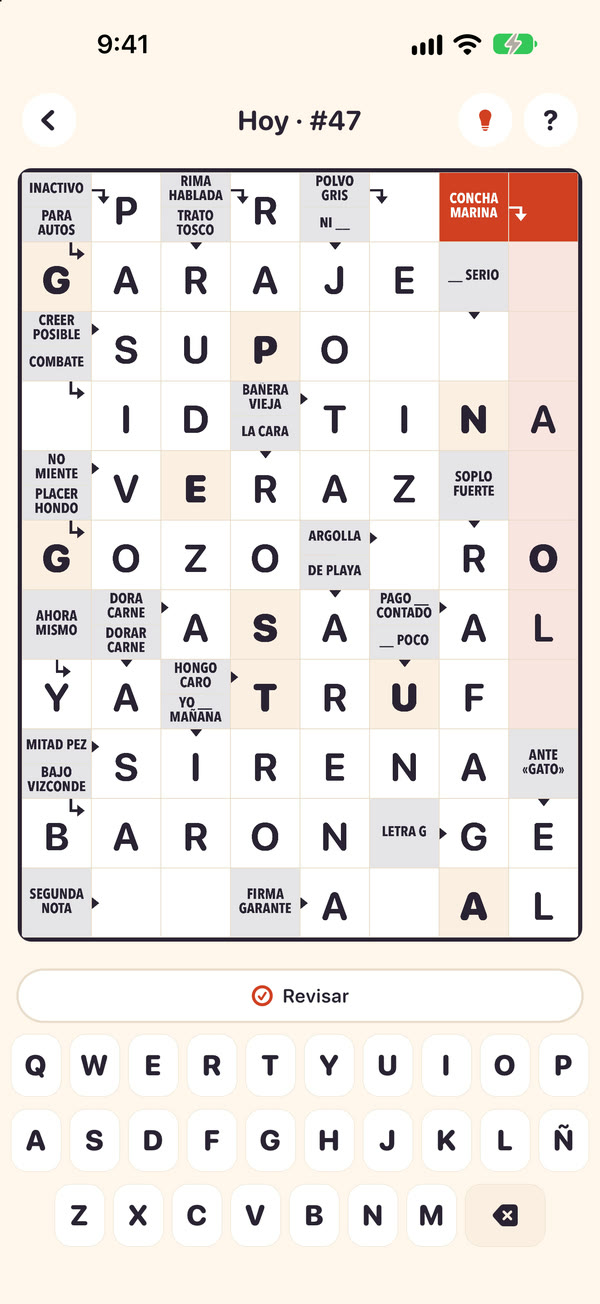 9:41
Hoy · #47
?
INACTIVO
PARA
AUTOS
P
RIMA
HABLADA
TRATO
TOSCO
R
POLVO
GRIS
NI __
CONCHA
MARINA
G A R A J E
__ SERIO
CREER
POSIBLE
COMBATE
S U P O
I D
BAÑERA
VIEJA
LA CARA
T I N A
NO
MIENTE
PLACER
HONDO
V E R A Z
SOPLO
FUERTE
G O Z O
ARGOLLA
DE PLAYA
R O
AHORA
MISMO
DORA
CARNE
DORAR
CARNE
A S A
PAGO __
CONTADO
__ POCO
A L
Y A
HONGO
CARO
YO __
MAÑANA
T R U F
MITAD PEZ
BAJO
VIZCONDE
S I R E N A
ANTE
«GATO»
B A R O N
LETRA G
G E
SEGUNDA
NOTA
FIRMA
GARANTE
A A L
Revisar
Q W E R T Y U I O P
A S D F G H J K L Ñ
Z X C V B N M